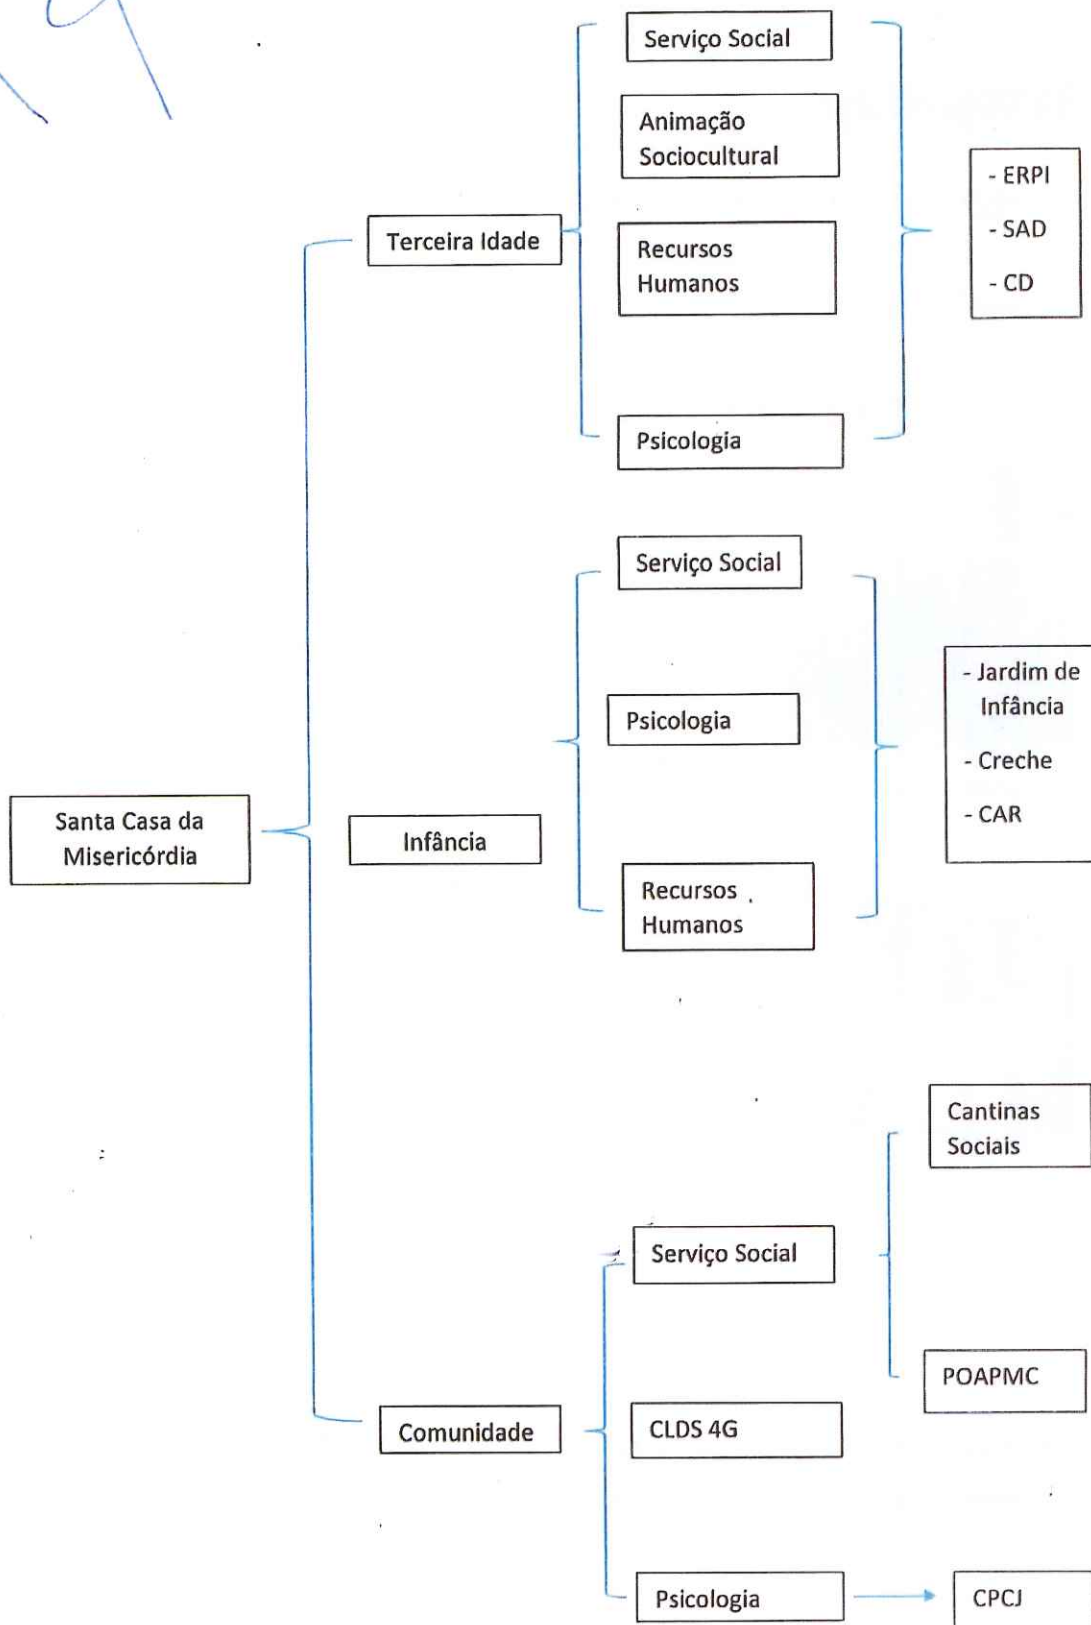 Serviço Social
Animação
Sociocultural
Recursos
Humanos
Psicologia
Terceira Idade
- ERPI
- SAD
- CD
Serviço Social
Psicologia
Recursos
Humanos
- Jardim de
Infância
- Creche
- CAR
Santa Casa da
Misericórdia
Infância
Cantinas
Sociais
Serviço Social
POAPMC
Comunidade
CLDS 4G
Psicologia
CPCJ